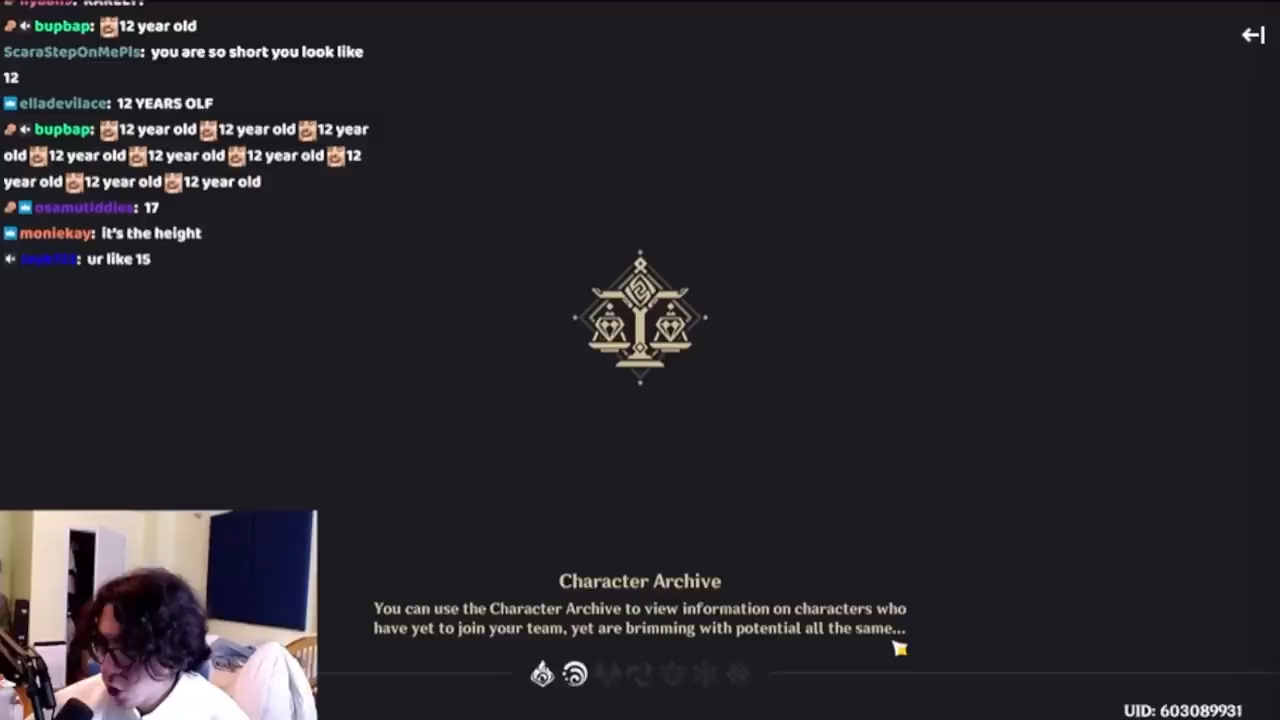 bupbap: 12 year old
ScaraStepOnMePls: you are so short you look like
12
elladevilace: 12 YEARS OLF
bupbap: 12 year old 12 year old 12 year
old 12 year old 12 year old 12 year old 12
year old 12 year old 12 year old
osamutiddies: 17
moniekay: it's the height
: ur like 15
Character Archive
You can use the Character Archive to view information on characters who
have yet to join your team, yet are brimming with potential all the same...
UID: 603089931